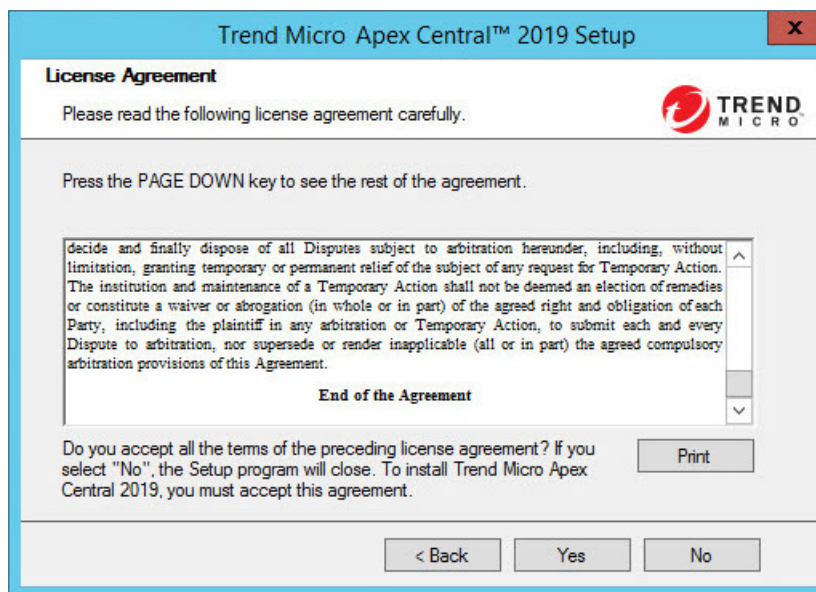 Trend Micro Apex Central™ 2019 Setup
x
License Agreement
Please read the following license agreement carefully.
TREND
MICRO™
Press the PAGE DOWN key to see the rest of the agreement.
decide and finally dispose of all Disputes subject to arbitration hereunder, including, without
limitation, granting temporary or permanent relief of the subject of any request for Temporary Action.
The institution and maintenance of a Temporary Action shall not be deemed an election of remedies
or constitute a waiver or abrogation (in whole or in part) of the agreed right and obligation of each
Party, including the plaintiff in any arbitration or Temporary Action, to submit each and every
Dispute to arbitration, nor supersede or render inapplicable (all or in part) the agreed compulsory
arbitration provisions of this Agreement.
End of the Agreement
Do you accept all the terms of the preceding license agreement? If you
select "No", the Setup program will close. To install Trend Micro Apex
Central 2019, you must accept this agreement.
Print
< Back
Yes
No